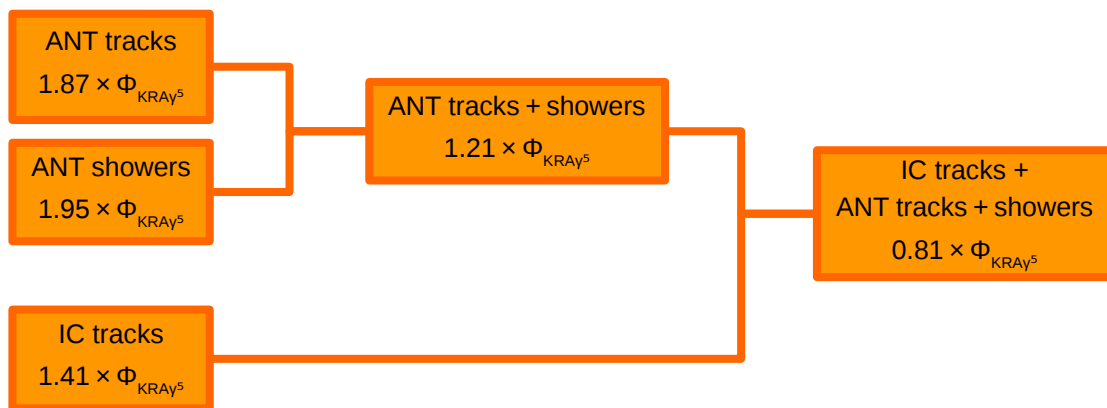 ANT tracks
1.87 × Φ_KRAγ⁵
ANT showers
1.95 × Φ_KRAγ⁵
ANT tracks + showers
1.21 × Φ_KRAγ⁵
IC tracks
1.41 × Φ_KRAγ⁵
IC tracks +
ANT tracks + showers
0.81 × Φ_KRAγ⁵